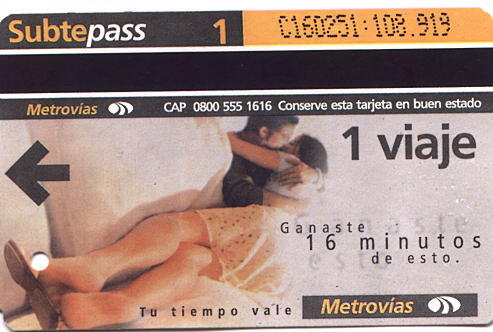 Subtepass 1 C160251:108.919
Metrovías CAP 0800 555 1616 Conserve esta tarjeta en buen estado
1 viaje
Ganaste
16 minutos
de esto.
Tu tiempo vale Metrovías